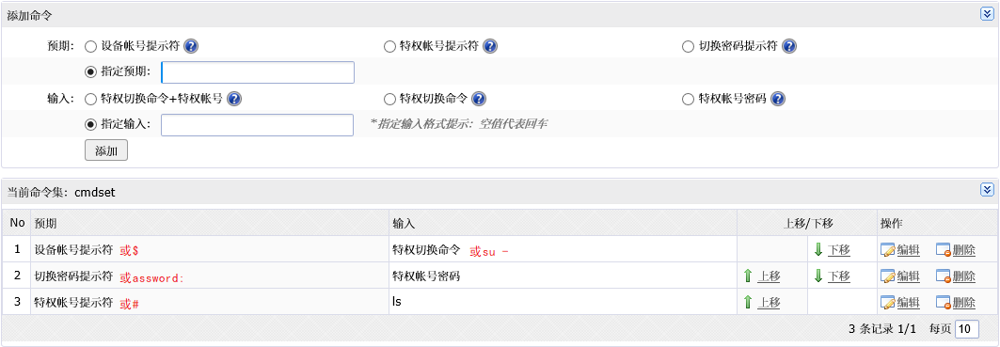 添加命令
预期： 设备帐号提示符 特权帐号提示符 切换密码提示符
指定预期：
输入： 特权切换命令+特权帐号 特权切换命令 特权帐号密码
指定输入： *指定输入格式提示：空值代表回车
添加
当前命令集：cmdset
No 预期 输入 上移/下移 操作
1 设备帐号提示符 或$ 特权切换命令 或su - 下移 编辑 删除
2 切换密码提示符 或assword: 特权帐号密码 上移 下移 编辑 删除
3 特权帐号提示符 或# ls 上移 编辑 删除
3 条记录 1/1 每页 10